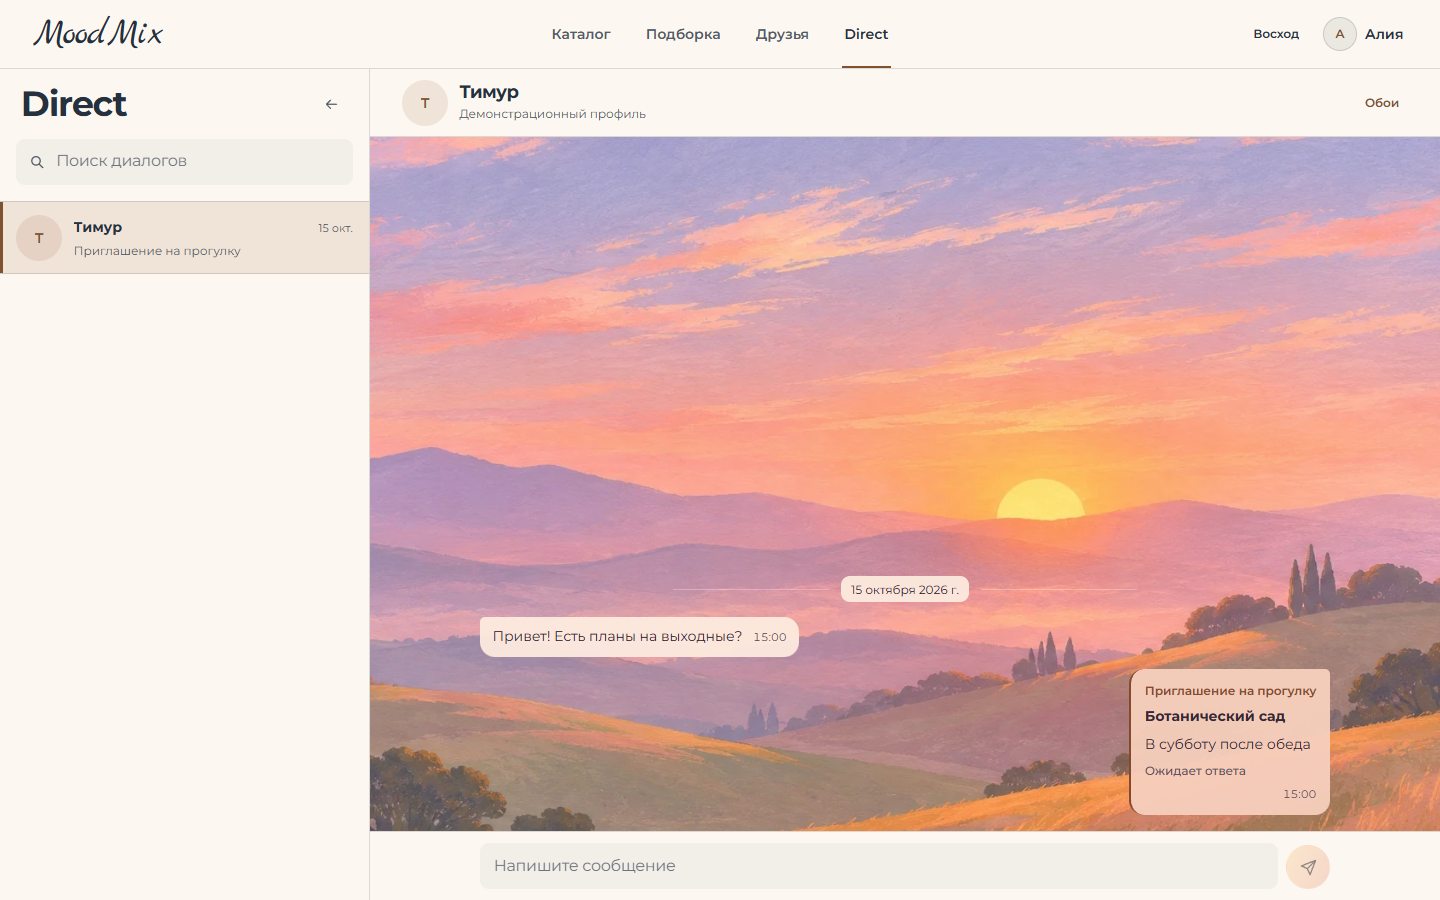 MoodMix
Каталог
Подборка
Друзья
Direct
Восход
А
Алия
Direct
Поиск диалогов
Т
Тимур
15 окт.
Приглашение на прогулку
Т
Тимур
Демонстрационный профиль
Обои
15 октября 2026 г.
Привет! Есть планы на выходные? 15:00
Приглашение на прогулку
Ботанический сад
В субботу после обеда
Ожидает ответа
15:00
Напишите сообщение